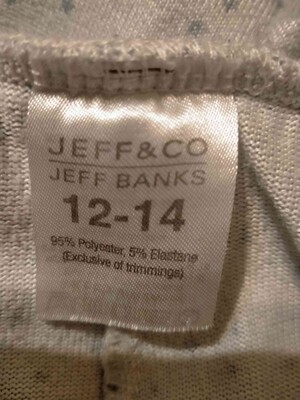 JEFF&CO
JEFF BANKS
12-14
95% Polyester, 5% Elastane
(Exclusive of trimmings)